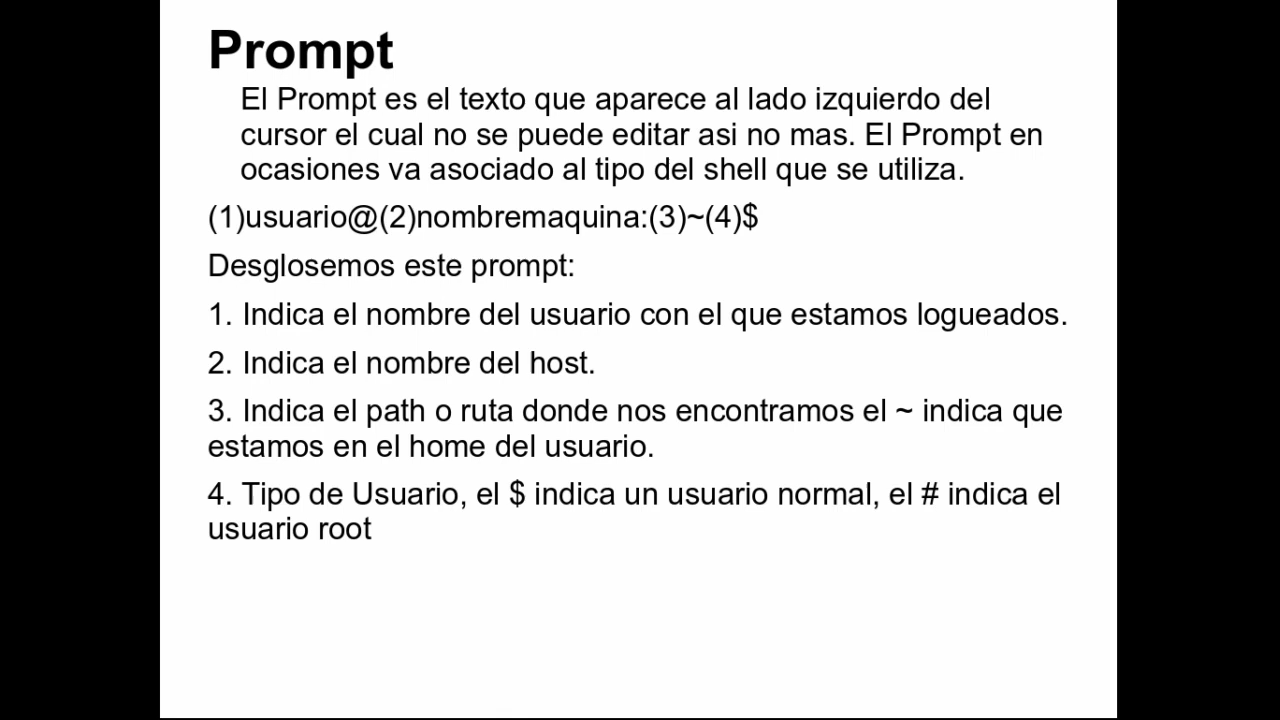 Prompt
El Prompt es el texto que aparece al lado izquierdo del
cursor el cual no se puede editar asi no mas. El Prompt en
ocasiones va asociado al tipo del shell que se utiliza.
(1)usuario@(2)nombremaquina:(3)~(4)$
Desglosemos este prompt:
1. Indica el nombre del usuario con el que estamos logueados.
2. Indica el nombre del host.
3. Indica el path o ruta donde nos encontramos el ~ indica que
estamos en el home del usuario.
4. Tipo de Usuario, el $ indica un usuario normal, el # indica el
usuario root